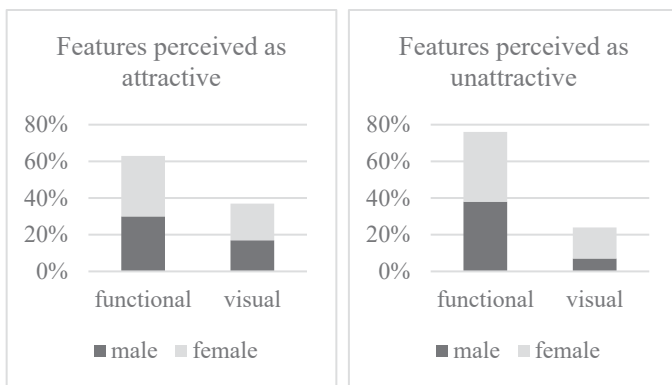 Features perceived as
attractive
80%
60%
40%
20%
0%
functional visual
male female
Features perceived as
unattractive
80%
60%
40%
20%
0%
functional visual
male female